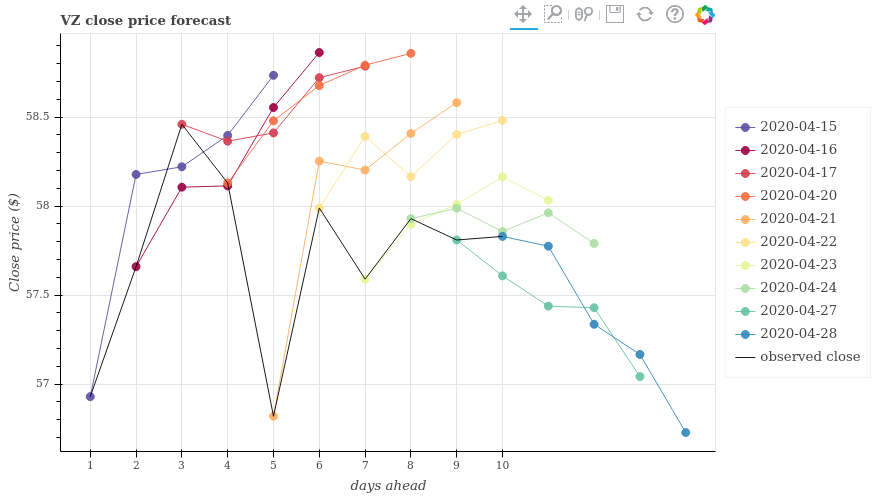 VZ close price forecast
Close price ($)
58.5
58
57.5
57
1 2 3 4 5 6 7 8 9 10
days ahead
2020-04-15
2020-04-16
2020-04-17
2020-04-20
2020-04-21
2020-04-22
2020-04-23
2020-04-24
2020-04-27
2020-04-28
observed close